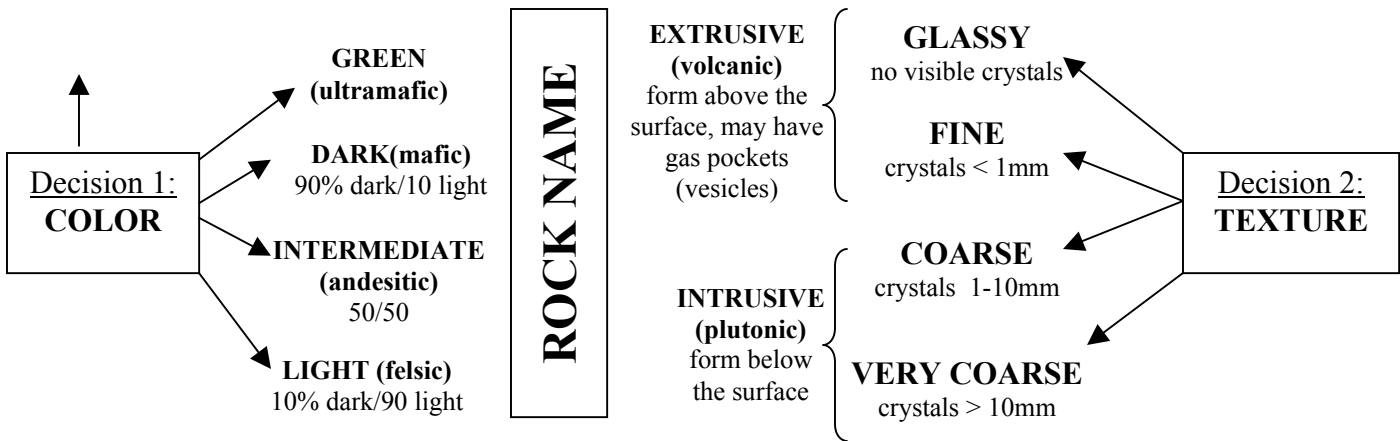 Decision 1:
COLOR
GREEN
(ultramafic)
DARK(mafic)
90% dark/10 light
INTERMEDIATE
(andesitic)
50/50
LIGHT (felsic)
10% dark/90 light
ROCK NAME
EXTRUSIVE
(volcanic)
form above the
surface, may have
gas pockets
(vesicles)
INTRUSIVE
(plutonic)
form below
the surface
GLASSY
no visible crystals
FINE
crystals < 1mm
COARSE
crystals 1-10mm
VERY COARSE
crystals > 10mm
Decision 2:
TEXTURE